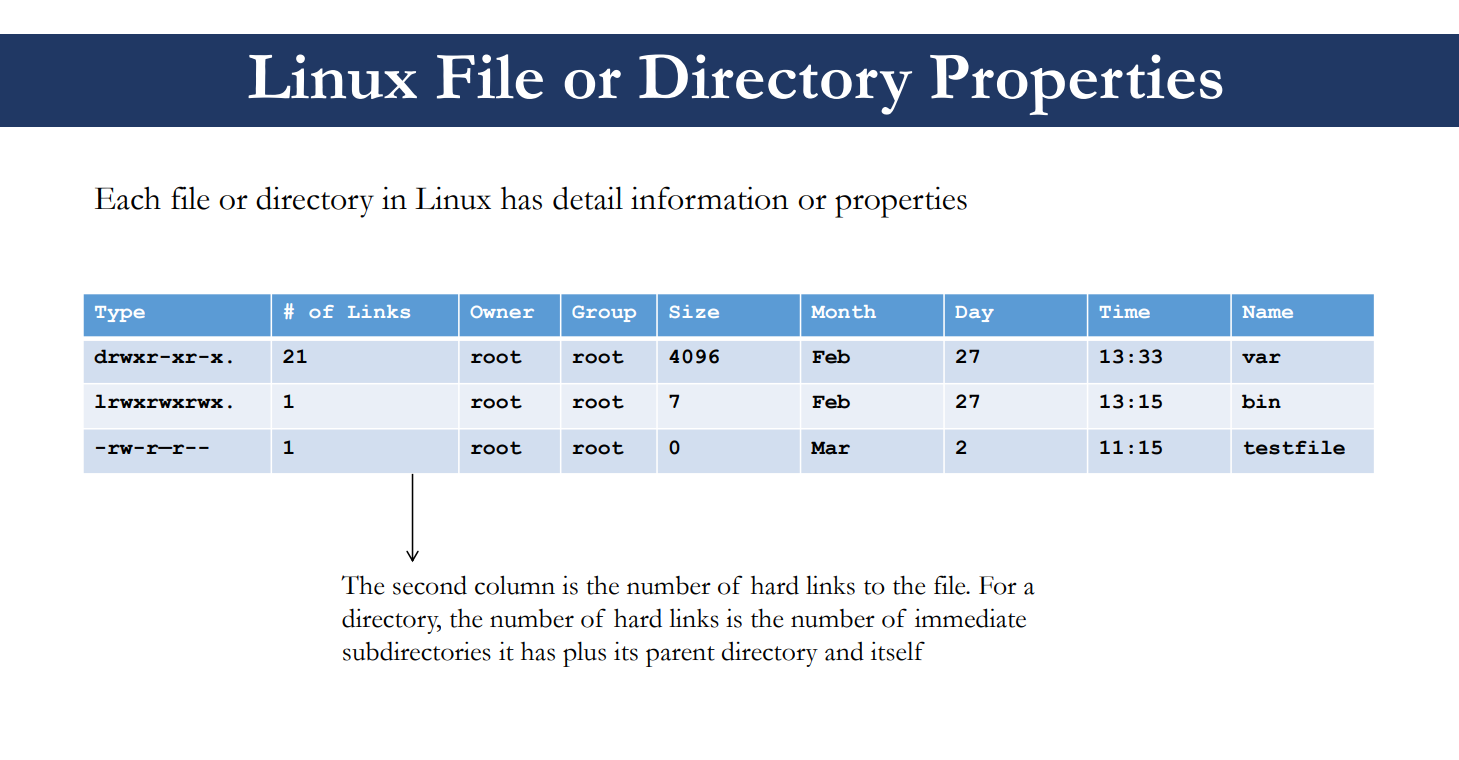 Linux File or Directory Properties
Each file or directory in Linux has detail information or properties
Type # of Links Owner Group Size Month Day Time Name
drwxr-xr-x. 21 root root 4096 Feb 27 13:33 var
lrwxrwxrwx. 1 root root 7 Feb 27 13:15 bin
-rw-r—r-- 1 root root 0 Mar 2 11:15 testfile
The second column is the number of hard links to the file. For a
directory, the number of hard links is the number of immediate
subdirectories it has plus its parent directory and itself